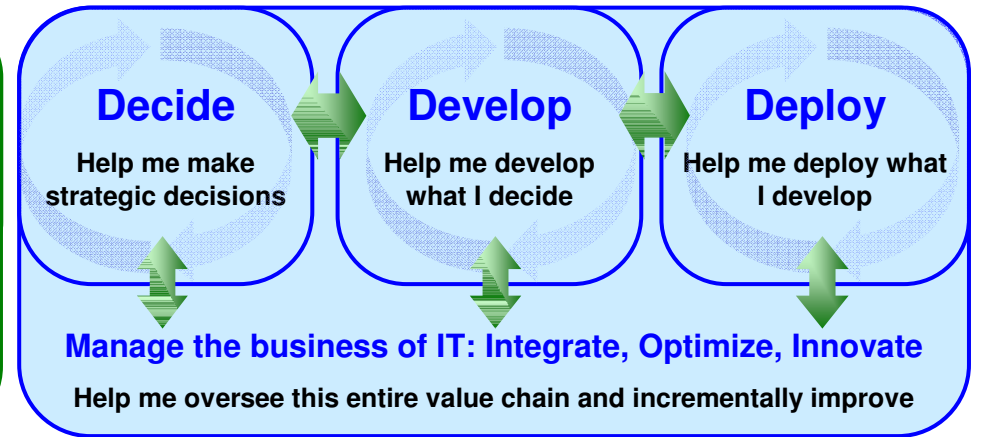 Decide
Help me make
strategic decisions
Develop
Help me develop
what I decide
Deploy
Help me deploy what
I develop
Manage the business of IT: Integrate, Optimize, Innovate
Help me oversee this entire value chain and incrementally improve